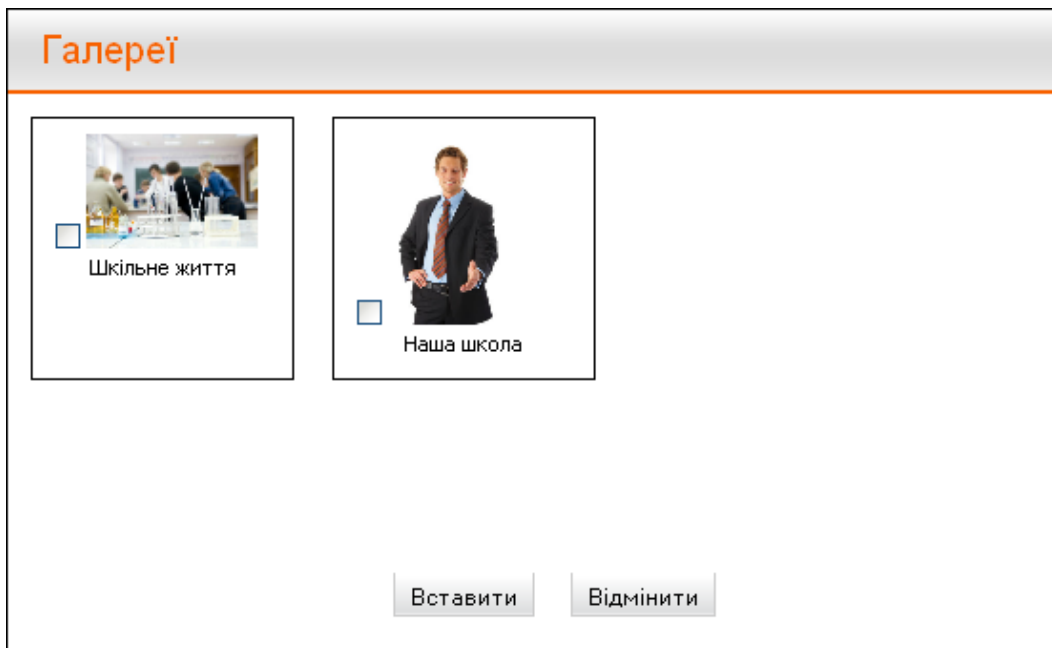 Галереї
Шкільне життя
Наша школа
Вставити
Відмінити